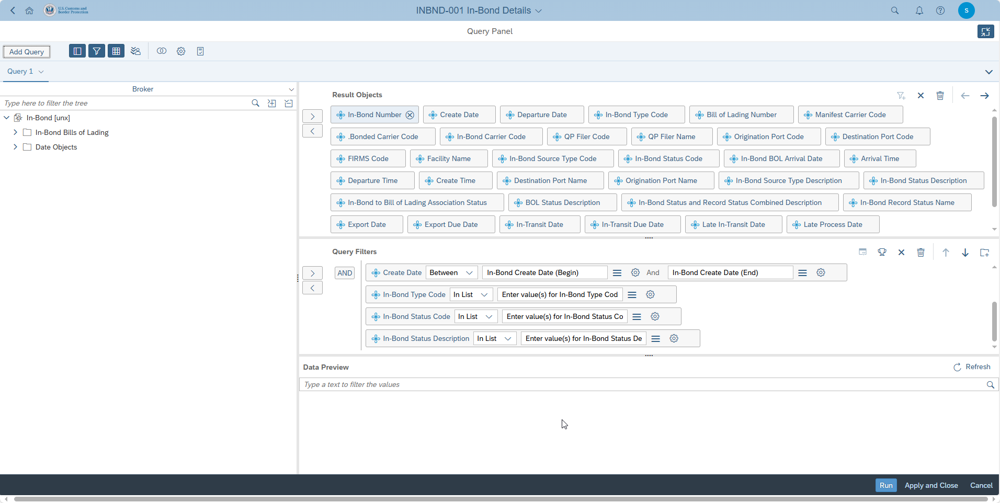 U.S. Customs and
Border Protection
INBND-001 In-Bond Details
S
Query Panel
Add Query
Query 1
Broker
Type here to filter the tree
In-Bond [unx]
In-Bond Bills of Lading
Date Objects
Result Objects
In-Bond Number
Create Date
Departure Date
In-Bond Type Code
Bill of Lading Number
Manifest Carrier Code
.Bonded Carrier Code
In-Bond Carrier Code
QP Filer Code
QP Filer Name
Origination Port Code
Destination Port Code
FIRMS Code
Facility Name
In-Bond Source Type Code
In-Bond Status Code
In-Bond BOL Arrival Date
Arrival Time
Departure Time
Create Time
Destination Port Name
Origination Port Name
In-Bond Source Type Description
In-Bond Status Description
In-Bond to Bill of Lading Association Status
BOL Status Description
In-Bond Status and Record Status Combined Description
In-Bond Record Status Name
Export Date
Export Due Date
In-Transit Date
In-Transit Due Date
Late In-Transit Date
Late Process Date
Query Filters
AND
Create Date Between In-Bond Create Date (Begin) And In-Bond Create Date (End)
In-Bond Type Code In List Enter value(s) for In-Bond Type Cod
In-Bond Status Code In List Enter value(s) for In-Bond Status Co
In-Bond Status Description In List Enter value(s) for In-Bond Status De
Data Preview
Refresh
Type a text to filter the values
Run
Apply and Close
Cancel